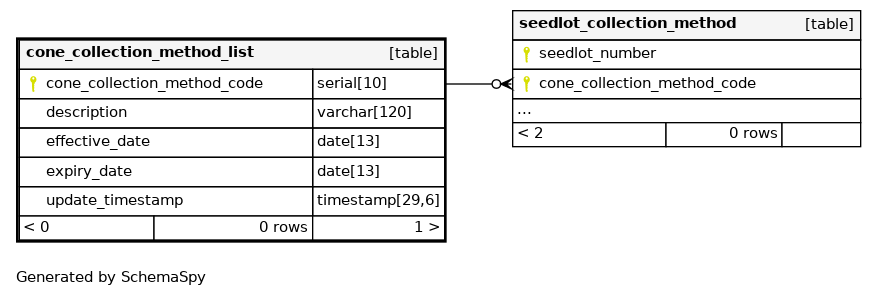 cone_collection_method_list [table]
cone_collection_method_code serial[10]
description varchar[120]
effective_date date[13]
expiry_date date[13]
update_timestamp timestamp[29,6]
< 0 0 rows 1 >
seedlot_collection_method [table]
seedlot_number
cone_collection_method_code
...
< 2 0 rows
Generated by SchemaSpy